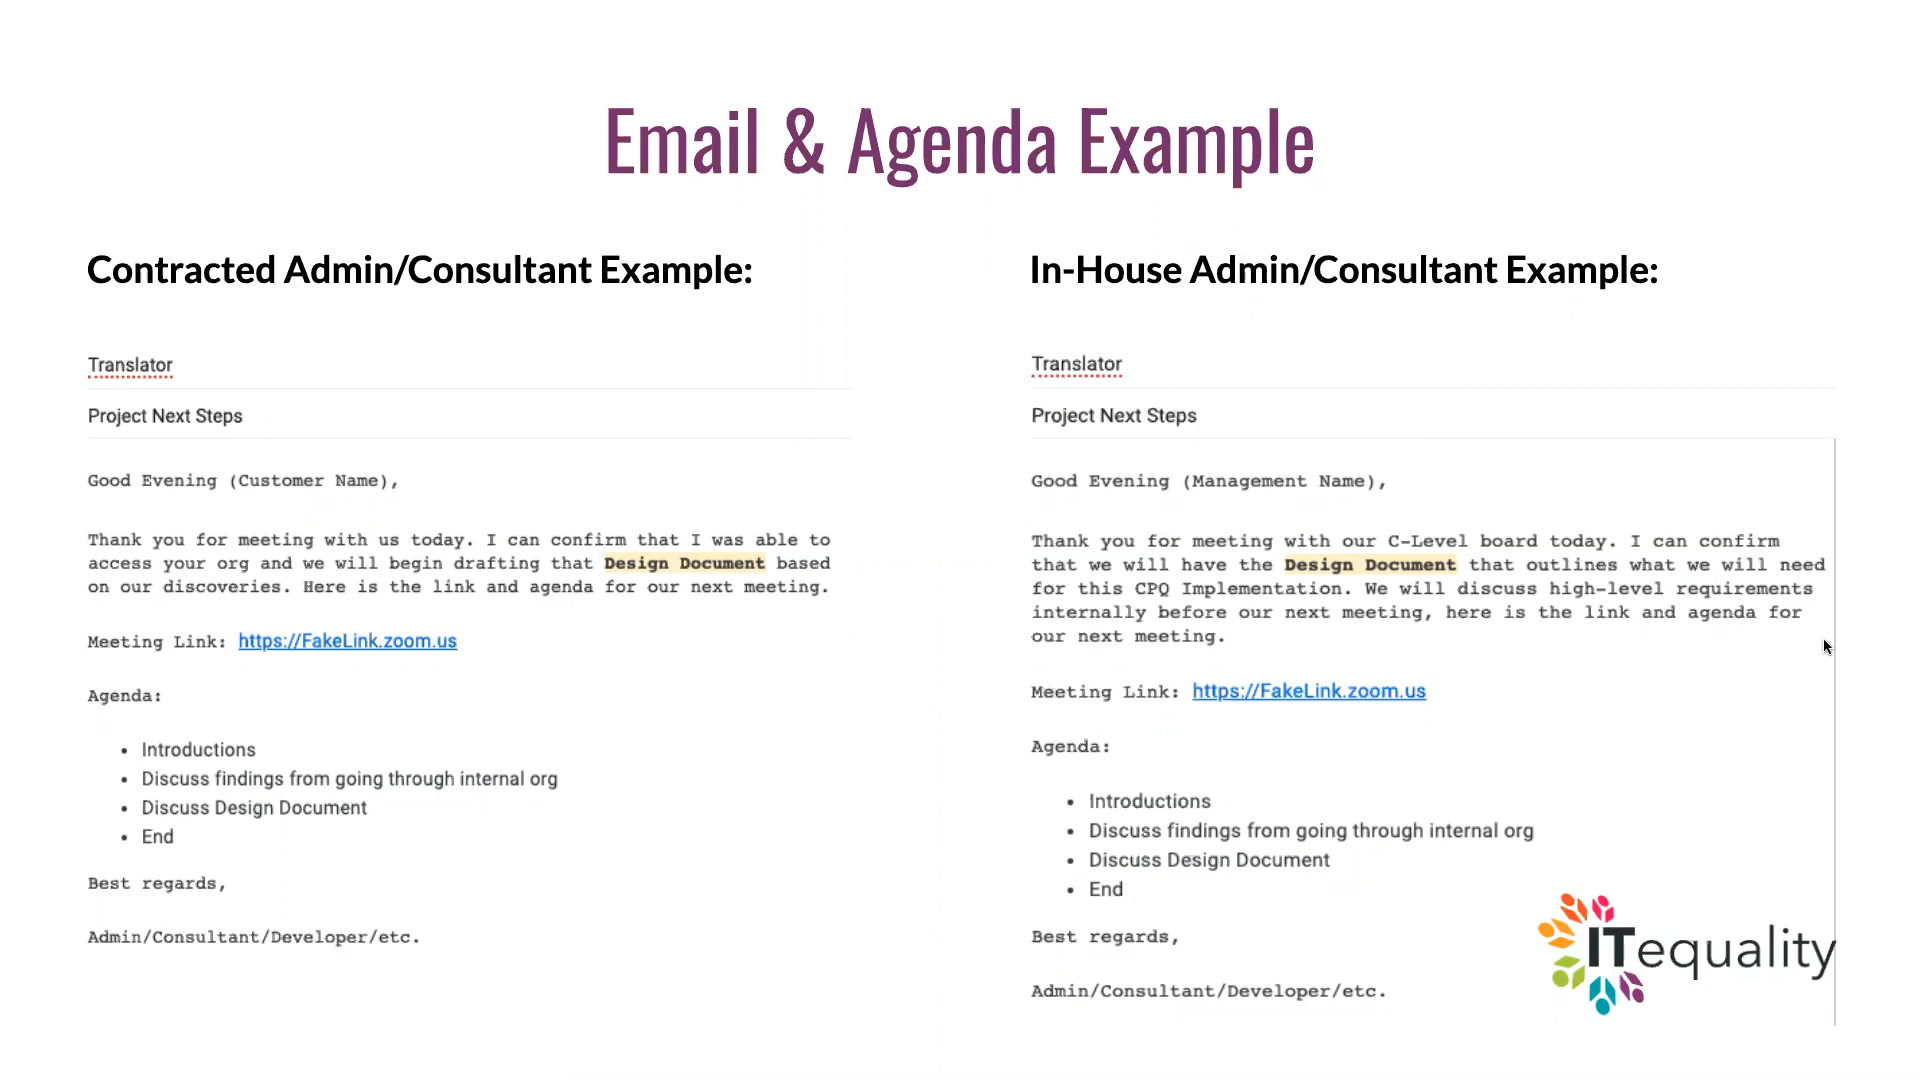 Email & Agenda Example
Contracted Admin/Consultant Example:
Translator
Project Next Steps
Good Evening (Customer Name),
Thank you for meeting with us today. I can confirm that I was able to
access your org and we will begin drafting that Design Document based
on our discoveries. Here is the link and agenda for our next meeting.
Meeting Link: https://FakeLink.zoom.us
Agenda:
• Introductions
• Discuss findings from going through internal org
• Discuss Design Document
• End
Best regards,
Admin/Consultant/Developer/etc.
In-House Admin/Consultant Example:
Translator
Project Next Steps
Good Evening (Management Name),
Thank you for meeting with our C-Level board today. I can confirm
that we will have the Design Document that outlines what we will need
for this CPQ Implementation. We will discuss high-level requirements
internally before our next meeting, here is the link and agenda for
our next meeting.
Meeting Link: https://FakeLink.zoom.us
Agenda:
• Introductions
• Discuss findings from going through internal org
• Discuss Design Document
• End
Best regards,
Admin/Consultant/Developer/etc.
ITequality